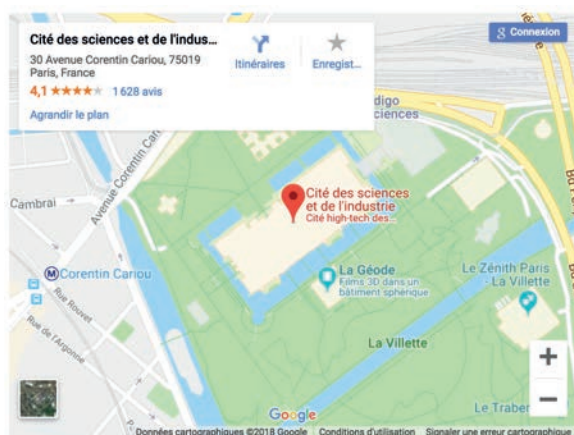 Cité des sciences et de l'indus...
30 Avenue Corentin Cariou, 75019
Paris, France
4,1 1 628 avis
Agrandir le plan
Itinéraires
Enregist...
g Connexion
ndigo
ciences
Avenue Corentin Cariou
Cambrai
Cité des sciences
et de l'industrie
Cité high-tech des...
M Corentin Cariou
La Géode
Films 3D dans un
bâtiment sphérique
Le Zénith Paris
- La Villette
Rue Rouvet
Rue de l'Argonne
La Villette
+
−
Google
Le Traber
Données cartographiques ©2018 Google Conditions d'utilisation Signaler une erreur cartographique